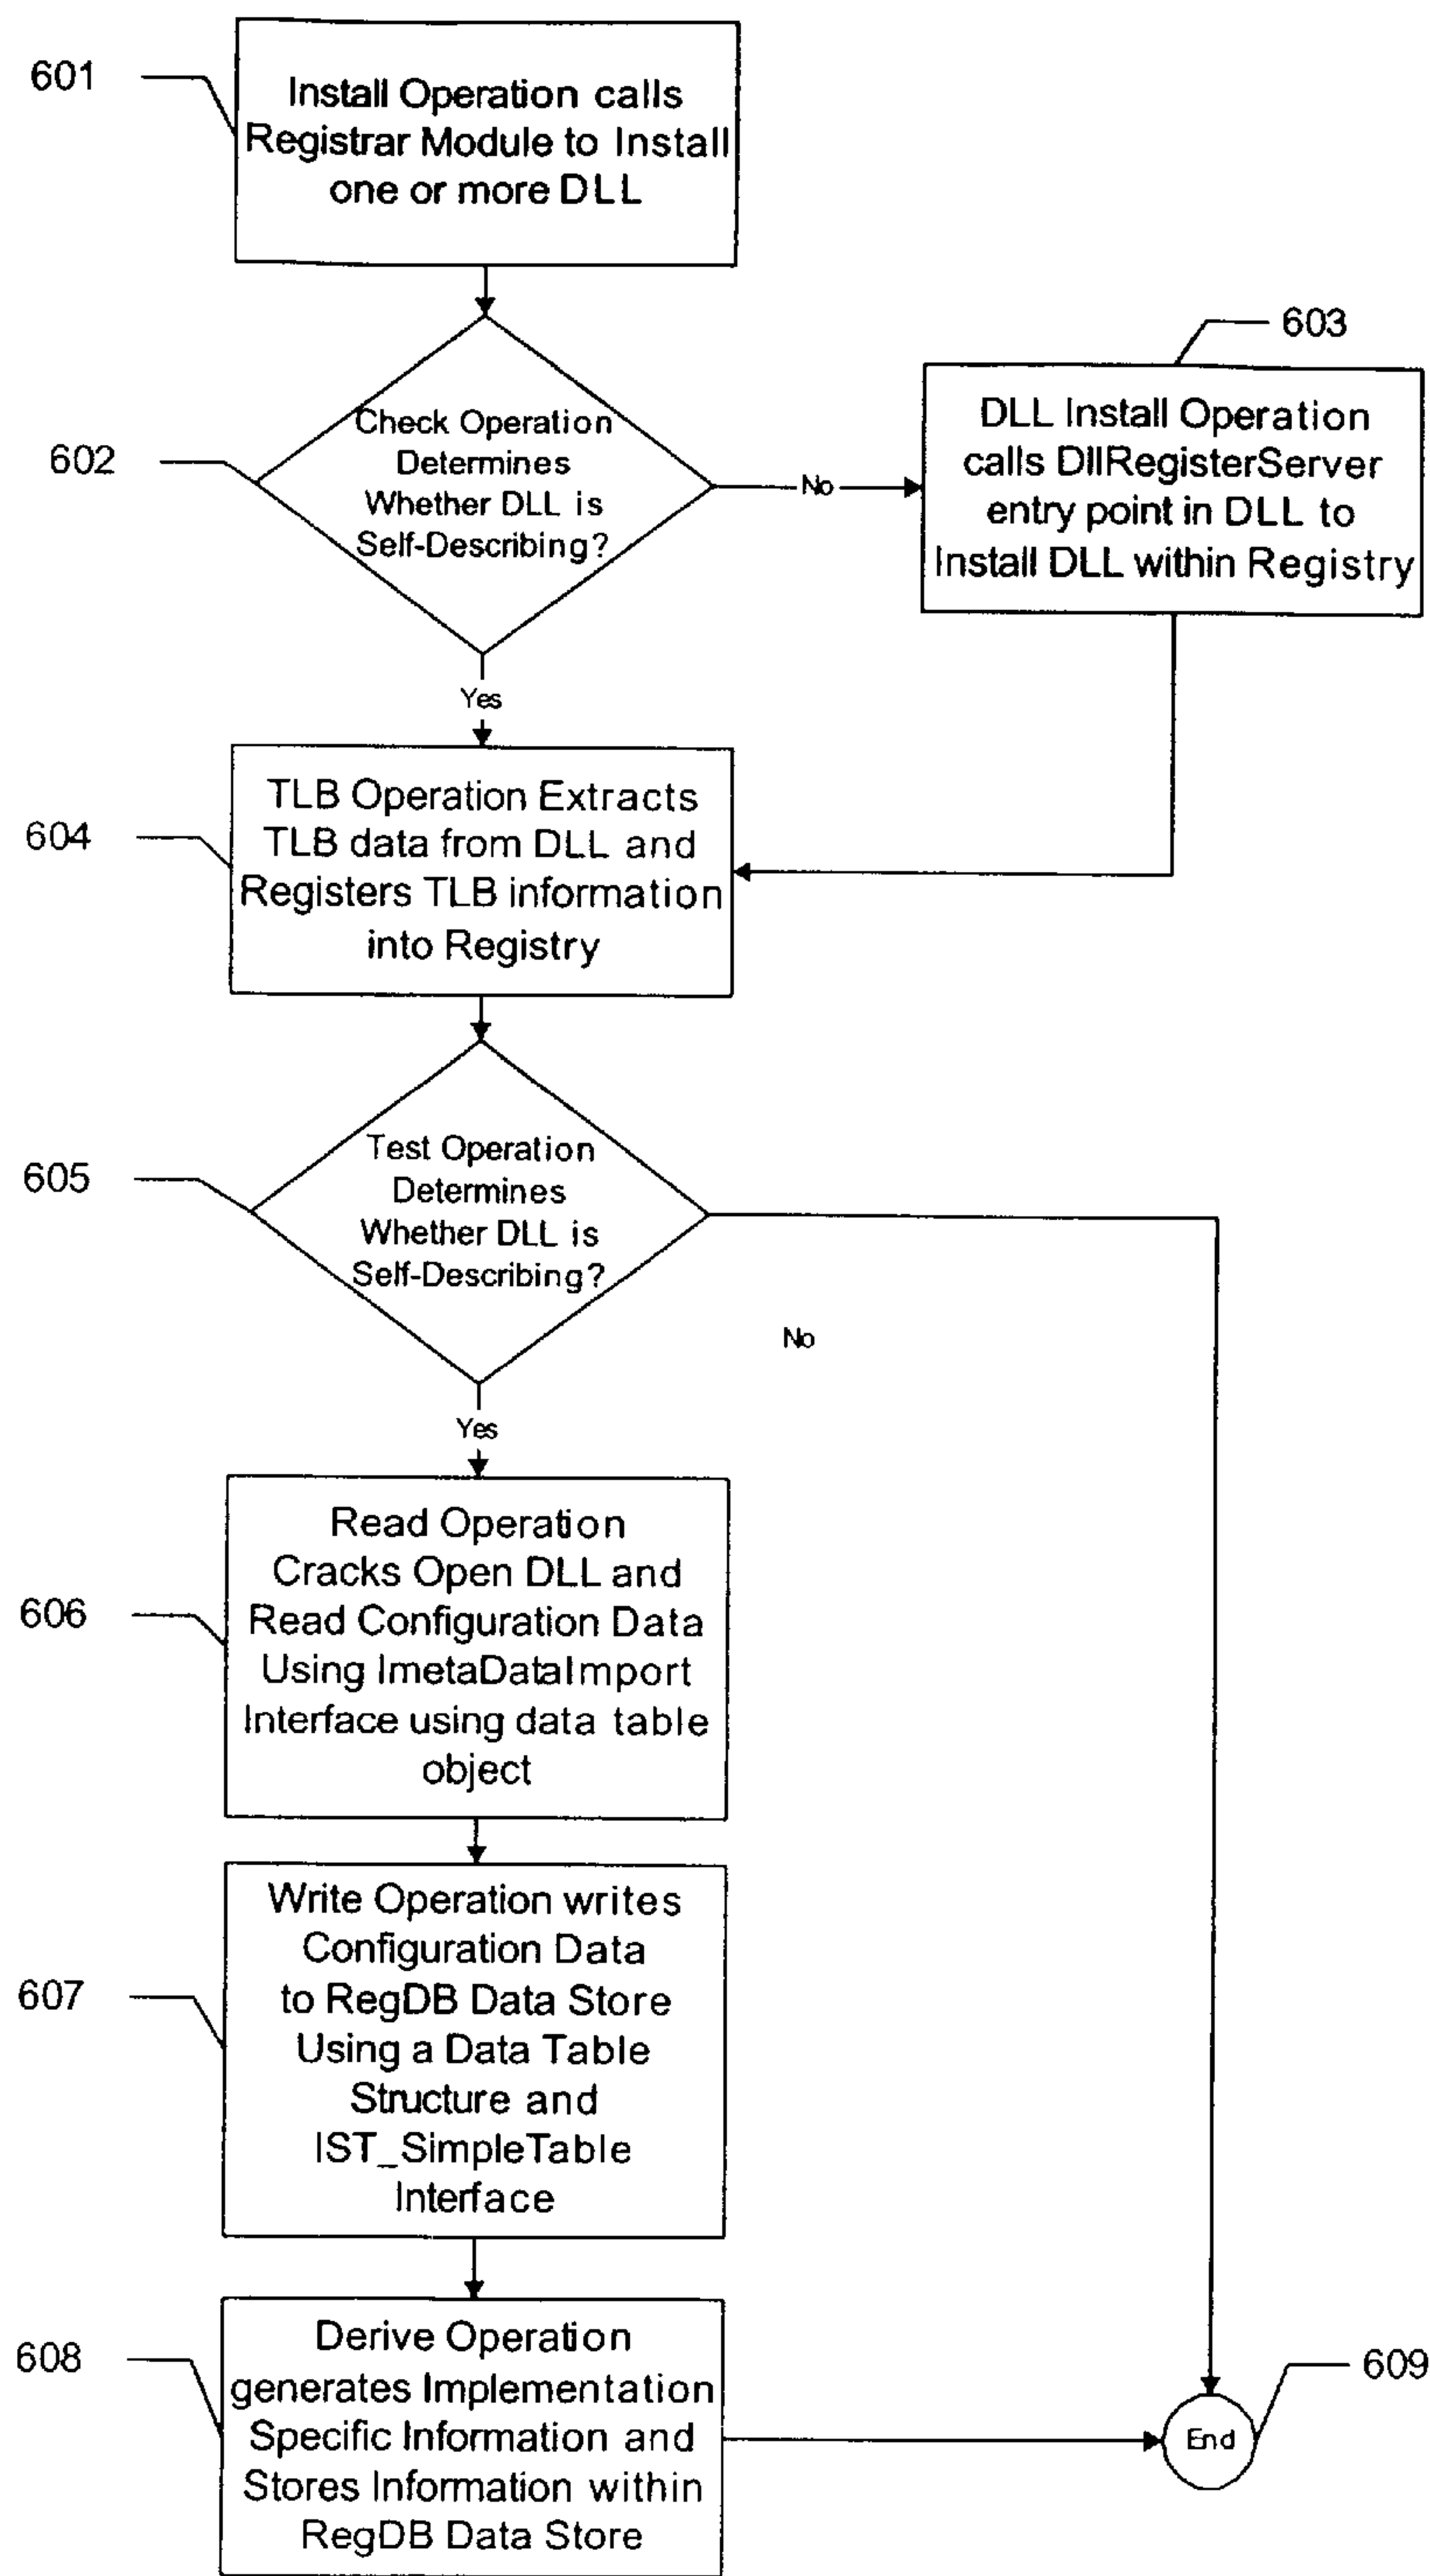 601
Install Operation calls
Registrar Module to Install
one or more DLL
603
DLL Install Operation
calls DllRegisterServer
entry point in DLL to
Install DLL within Registry
602
Check Operation
Determines
Whether DLL is
Self-Describing?
No
Yes
604
TLB Operation Extracts
TLB data from DLL and
Registers TLB information
into Registry
605
Test Operation
Determines
Whether DLL is
Self-Describing?
No
Yes
606
Read Operation
Cracks Open DLL and
Read Configuration Data
Using ImetaDataImport
Interface using data table
object
607
Write Operation writes
Configuration Data
to RegDB Data Store
Using a Data Table
Structure and
IST_SimpleTable
Interface
608
Derive Operation
generates Implementation
Specific Information and
Stores Information within
RegDB Data Store
609
End